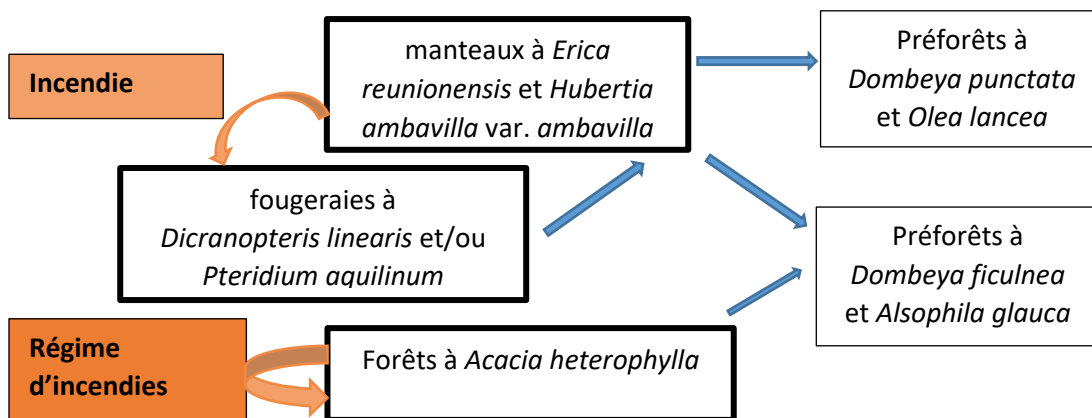 Incendie
manteaux à Erica
reunionensis et Hubertia
ambavilla var. ambavilla
Préforêts à
Dombeya punctata
et Olea lancea
fougeraies à
Dicranopteris linearis et/ou
Pteridium aquilinum
Préforêts à
Dombeya ficulnea
et Alsophila glauca
Régime
d’incendies
Forêts à Acacia heterophylla